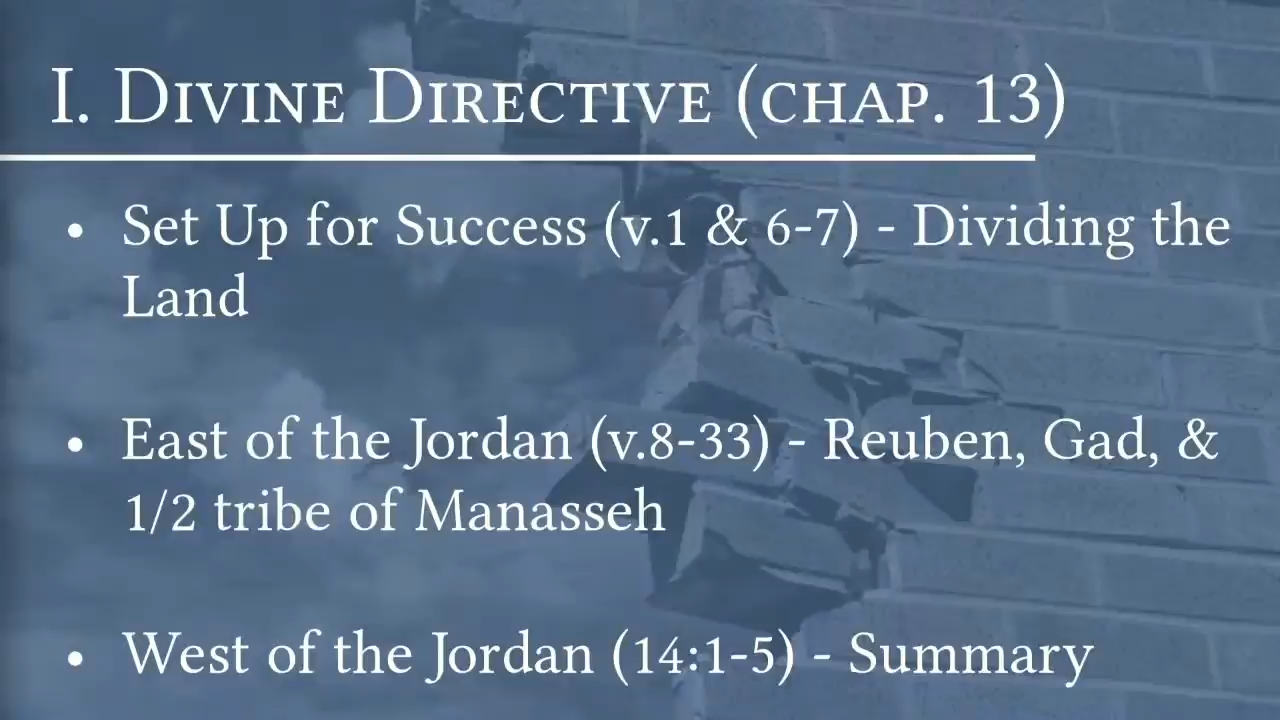 I. Divine Directive (chap. 13)
• Set Up for Success (v.1 & 6-7) - Dividing the
Land
• East of the Jordan (v.8-33) - Reuben, Gad, &
1/2 tribe of Manasseh
• West of the Jordan (14:1-5) - Summary